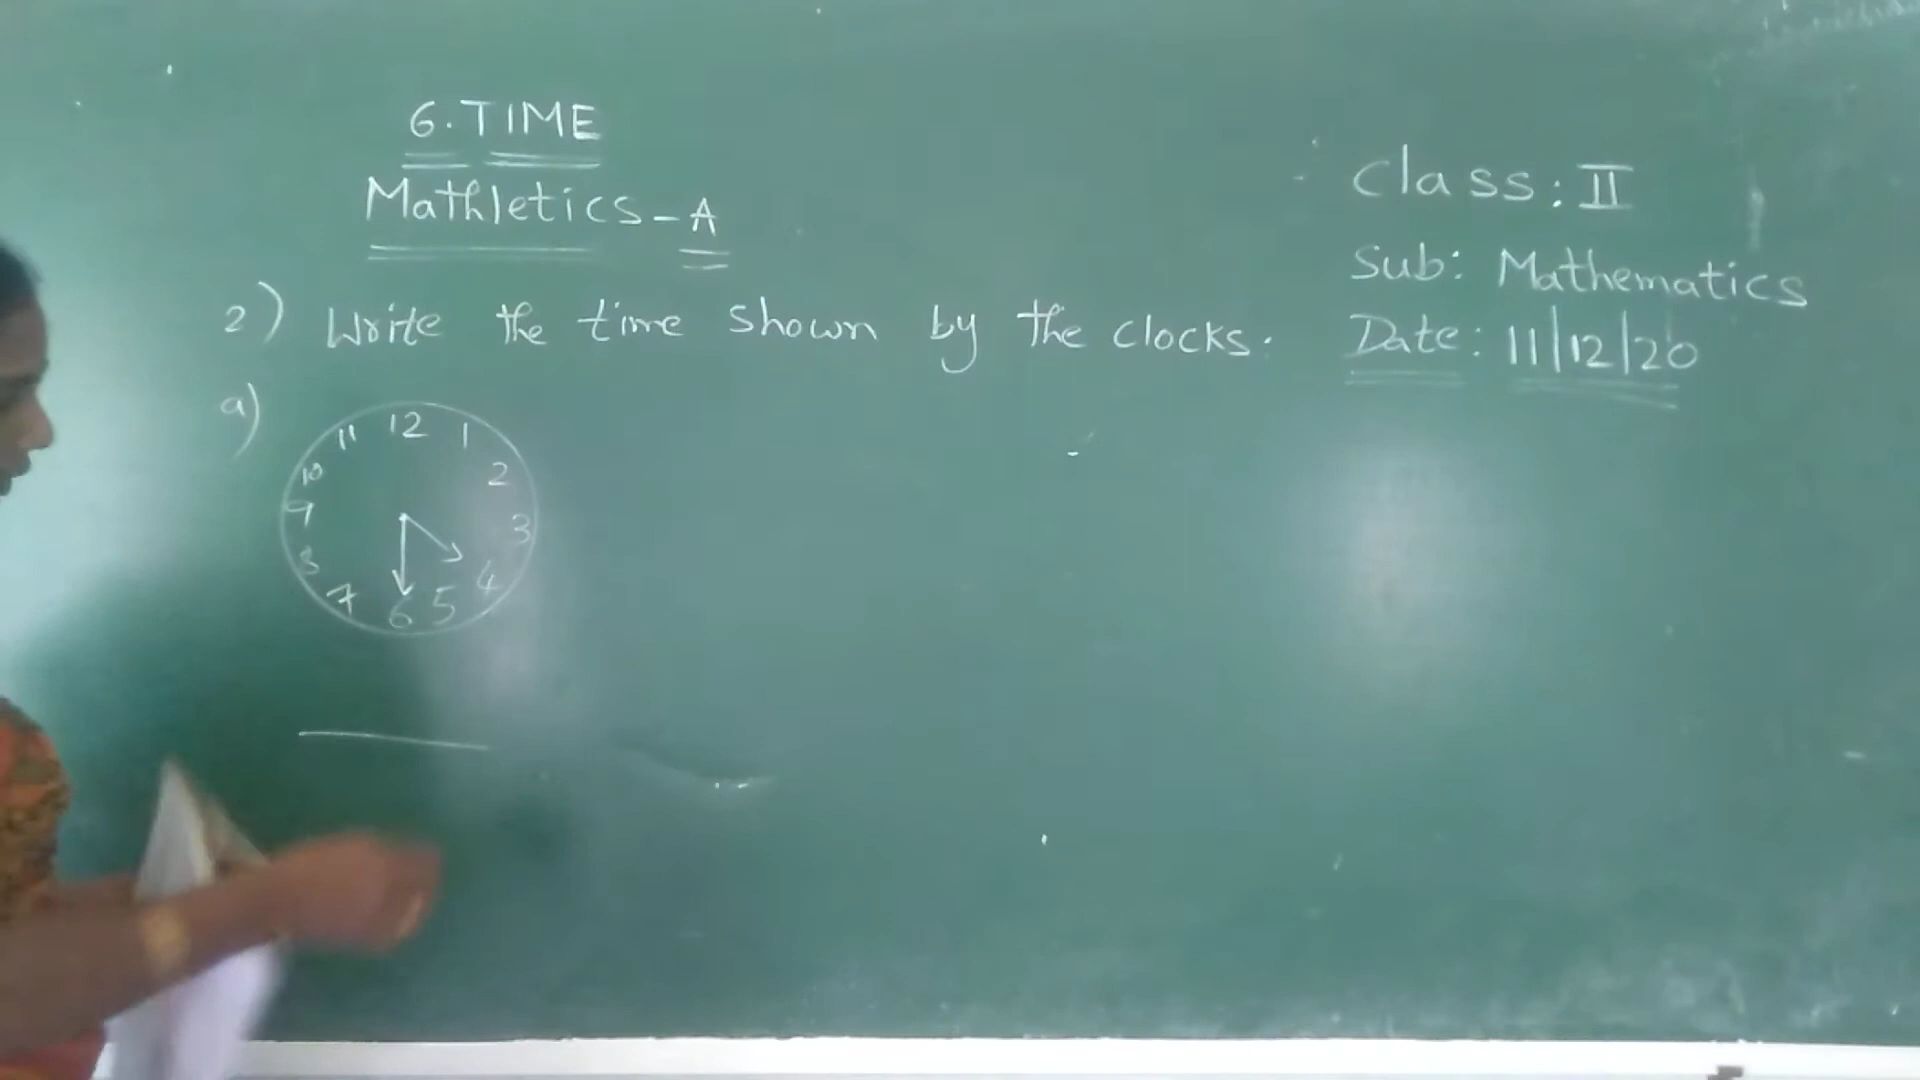 6. TIME
Mathletics - A
Class: II
Sub: Mathematics
Date: 11/12/20
2) Write the time shown by the clocks.
a)
12
11 1
10 2
9 3
8 4
7 6 5